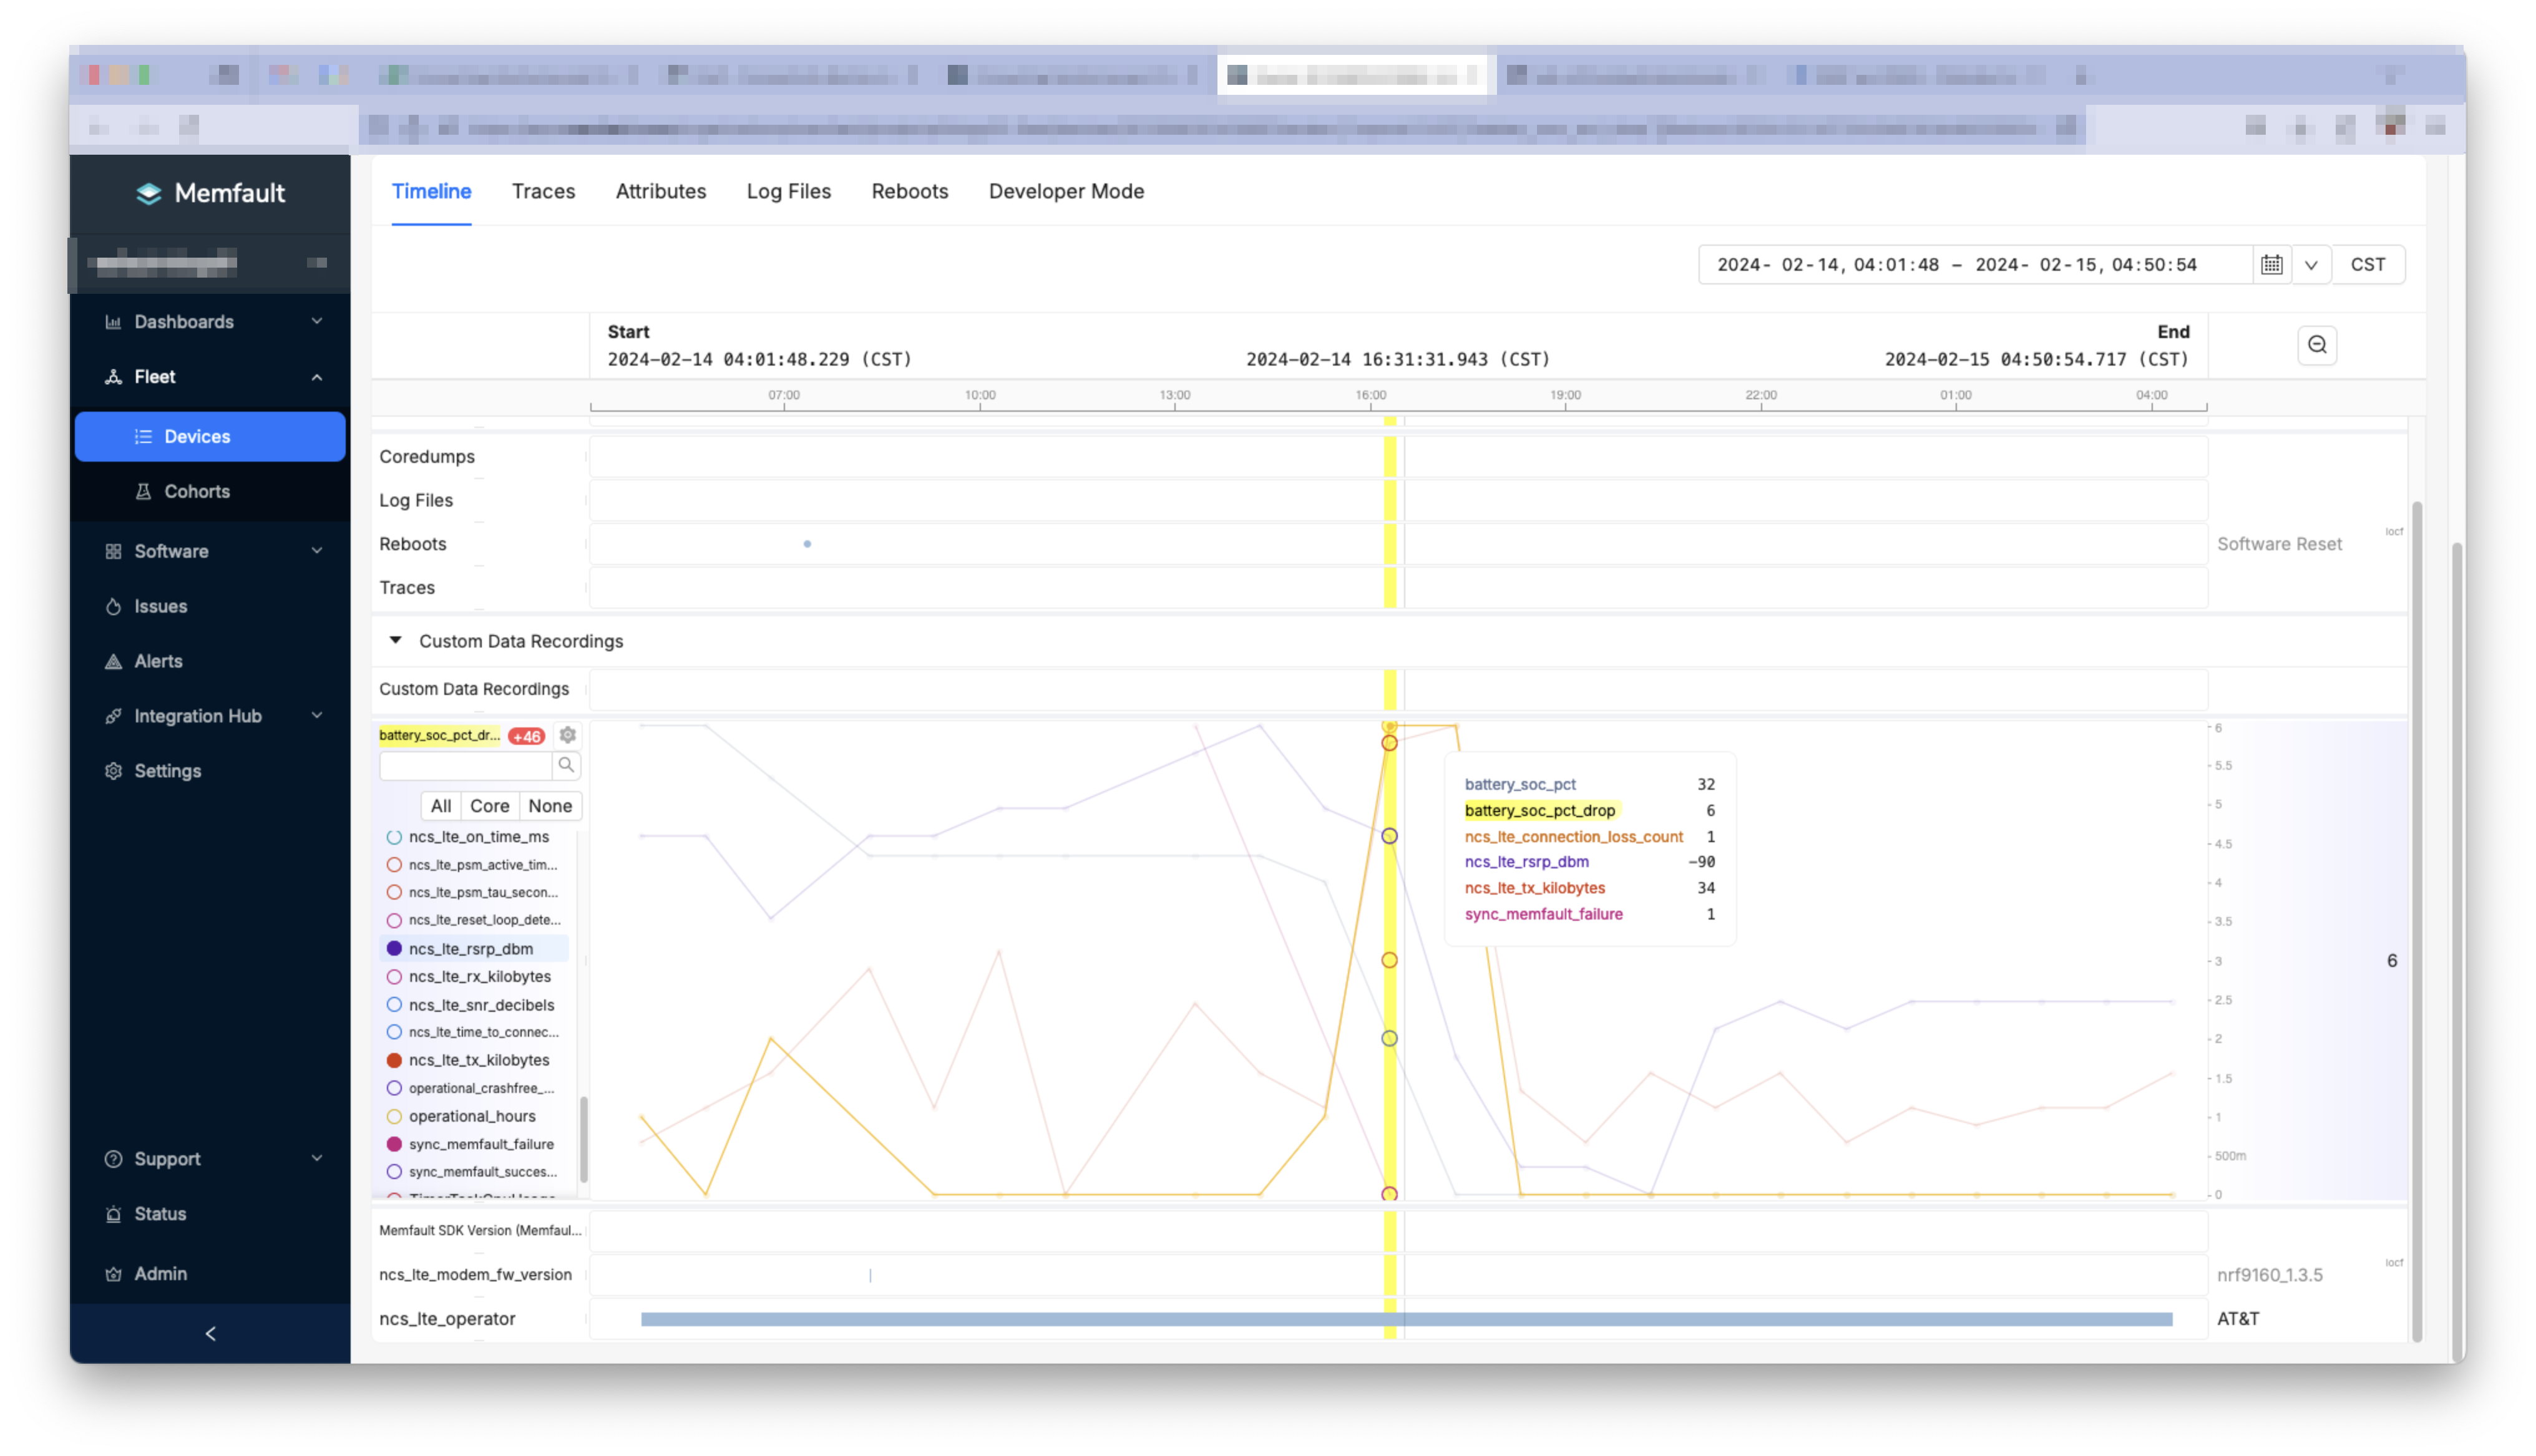 Memfault
Dashboards
Fleet
Devices
Cohorts
Software
Issues
Alerts
Integration Hub
Settings
Support
Status
Admin
Timeline Traces Attributes Log Files Reboots Developer Mode
2024- 02-14, 04:01:48 – 2024- 02-15, 04:50:54 CST
Start End
2024-02-14 04:01:48.229 (CST) 2024-02-14 16:31:31.943 (CST) 2024-02-15 04:50:54.717 (CST)
07:00 10:00 13:00 16:00 19:00 22:00 01:00 04:00
Coredumps
Log Files
Reboots Software Reset locf
Traces
Custom Data Recordings
Custom Data Recordings
battery_soc_pct_dr... +46
All Core None
ncs_lte_on_time_ms
ncs_lte_psm_active_tim...
ncs_lte_psm_tau_secon...
ncs_lte_reset_loop_dete...
ncs_lte_rsrp_dbm
ncs_lte_rx_kilobytes
ncs_lte_snr_decibels
ncs_lte_time_to_connec...
ncs_lte_tx_kilobytes
operational_crashfree_...
operational_hours
sync_memfault_failure
sync_memfault_succes...
battery_soc_pct 32
battery_soc_pct_drop 6
ncs_lte_connection_loss_count 1
ncs_lte_rsrp_dbm -90
ncs_lte_tx_kilobytes 34
sync_memfault_failure 1
6
5.5
5
4.5
4
3.5
3
2.5
2
1.5
1
500m
0
6
Memfault SDK Version (Memfaul...
ncs_lte_modem_fw_version nrf9160_1.3.5 locf
ncs_lte_operator AT&T